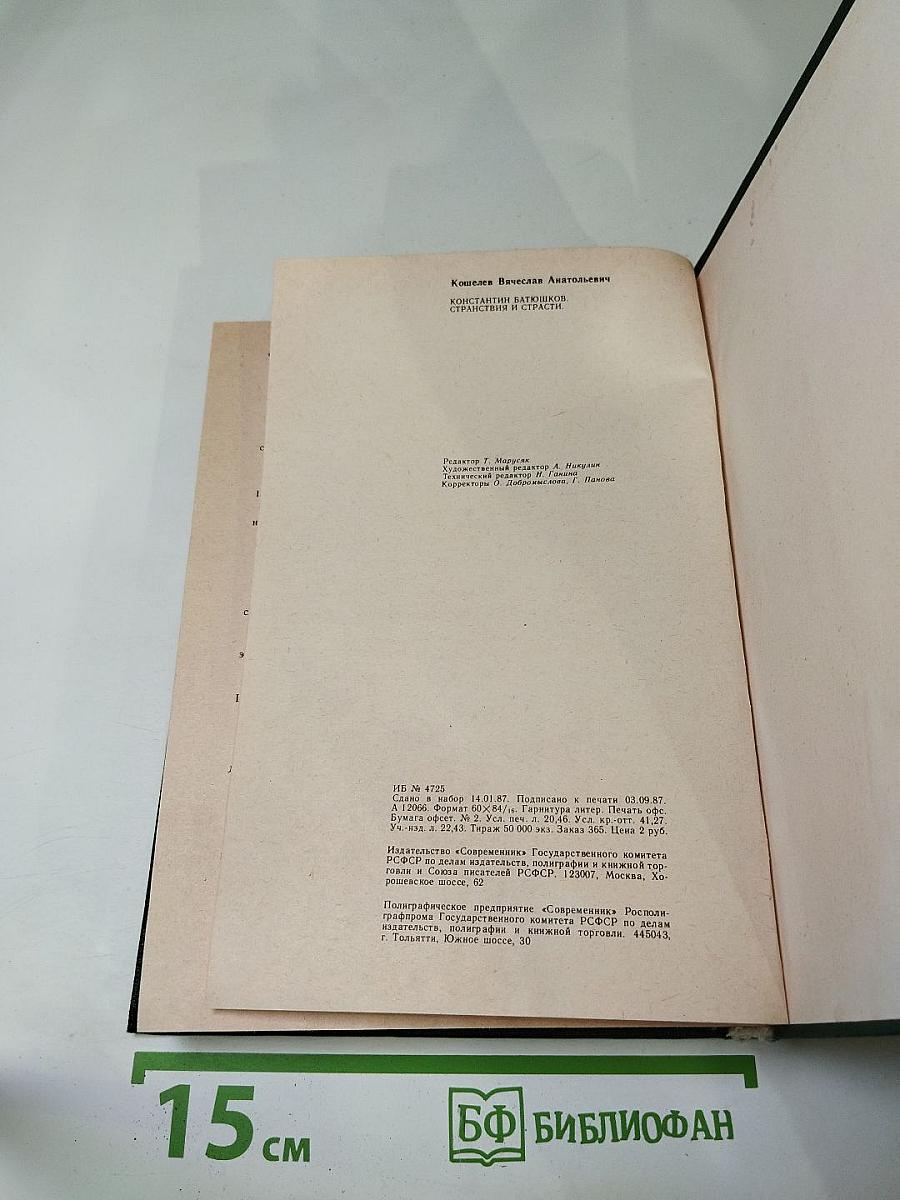 Кошелев Вячеслав Анатольевич
КОНСТАНТИН БАТЮШКОВ.
СТРАНСТВИЯ И СТРАСТИ.
Редактор Т. Марусяк
Художественный редактор А. Никулин
Технический редактор Н. Ганина
Корректоры О. Добромыслова, Г. Панова
ИБ № 4725
Сдано в набор 14.01.87. Подписано к печати 03.09.87.
А 12066. Формат 60×84/₁₆. Гарнитура литер. Печать офс.
Бумага офсет. № 2. Усл. печ. л. 20,46. Усл. кр.-отт. 41,27.
Уч.-изд. л. 22,43. Тираж 50 000 экз. Заказ 365. Цена 2 руб.
Издательство «Современник» Государственного комитета
РСФСР по делам издательств, полиграфии и книжной тор-
говли и Союза писателей РСФСР. 123007, Москва, Хо-
рошевское шоссе, 62
Полиграфическое предприятие «Современник» Росполи-
графпрома Государственного комитета РСФСР по делам
издательств, полиграфии и книжной торговли. 445043,
г. Тольятти, Южное шоссе, 30
15 см
БФ БИБЛИОФАН